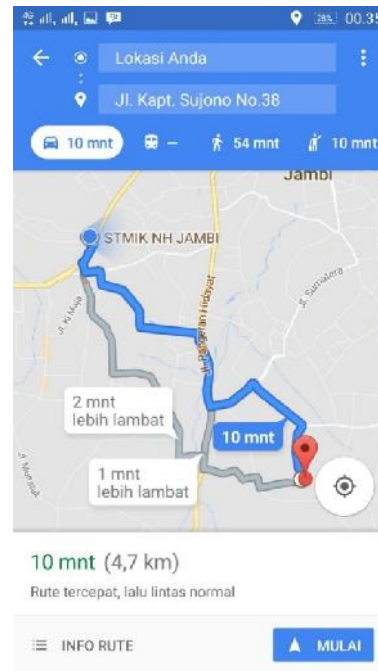 4G 28% 00.35
Lokasi Anda
Jl. Kapt. Sujono No.38
10 mnt – 54 mnt 10 mnt
Jambi
STMIK NH JAMBI
Jl. Ki Maja
Jl. Pangeran Hidayat
Jl. Sumatera
2 mnt
lebih lambat
10 mnt
1 mnt
lebih lambat
10 mnt (4,7 km)
Rute tercepat, lalu lintas normal
INFO RUTE
MULAI